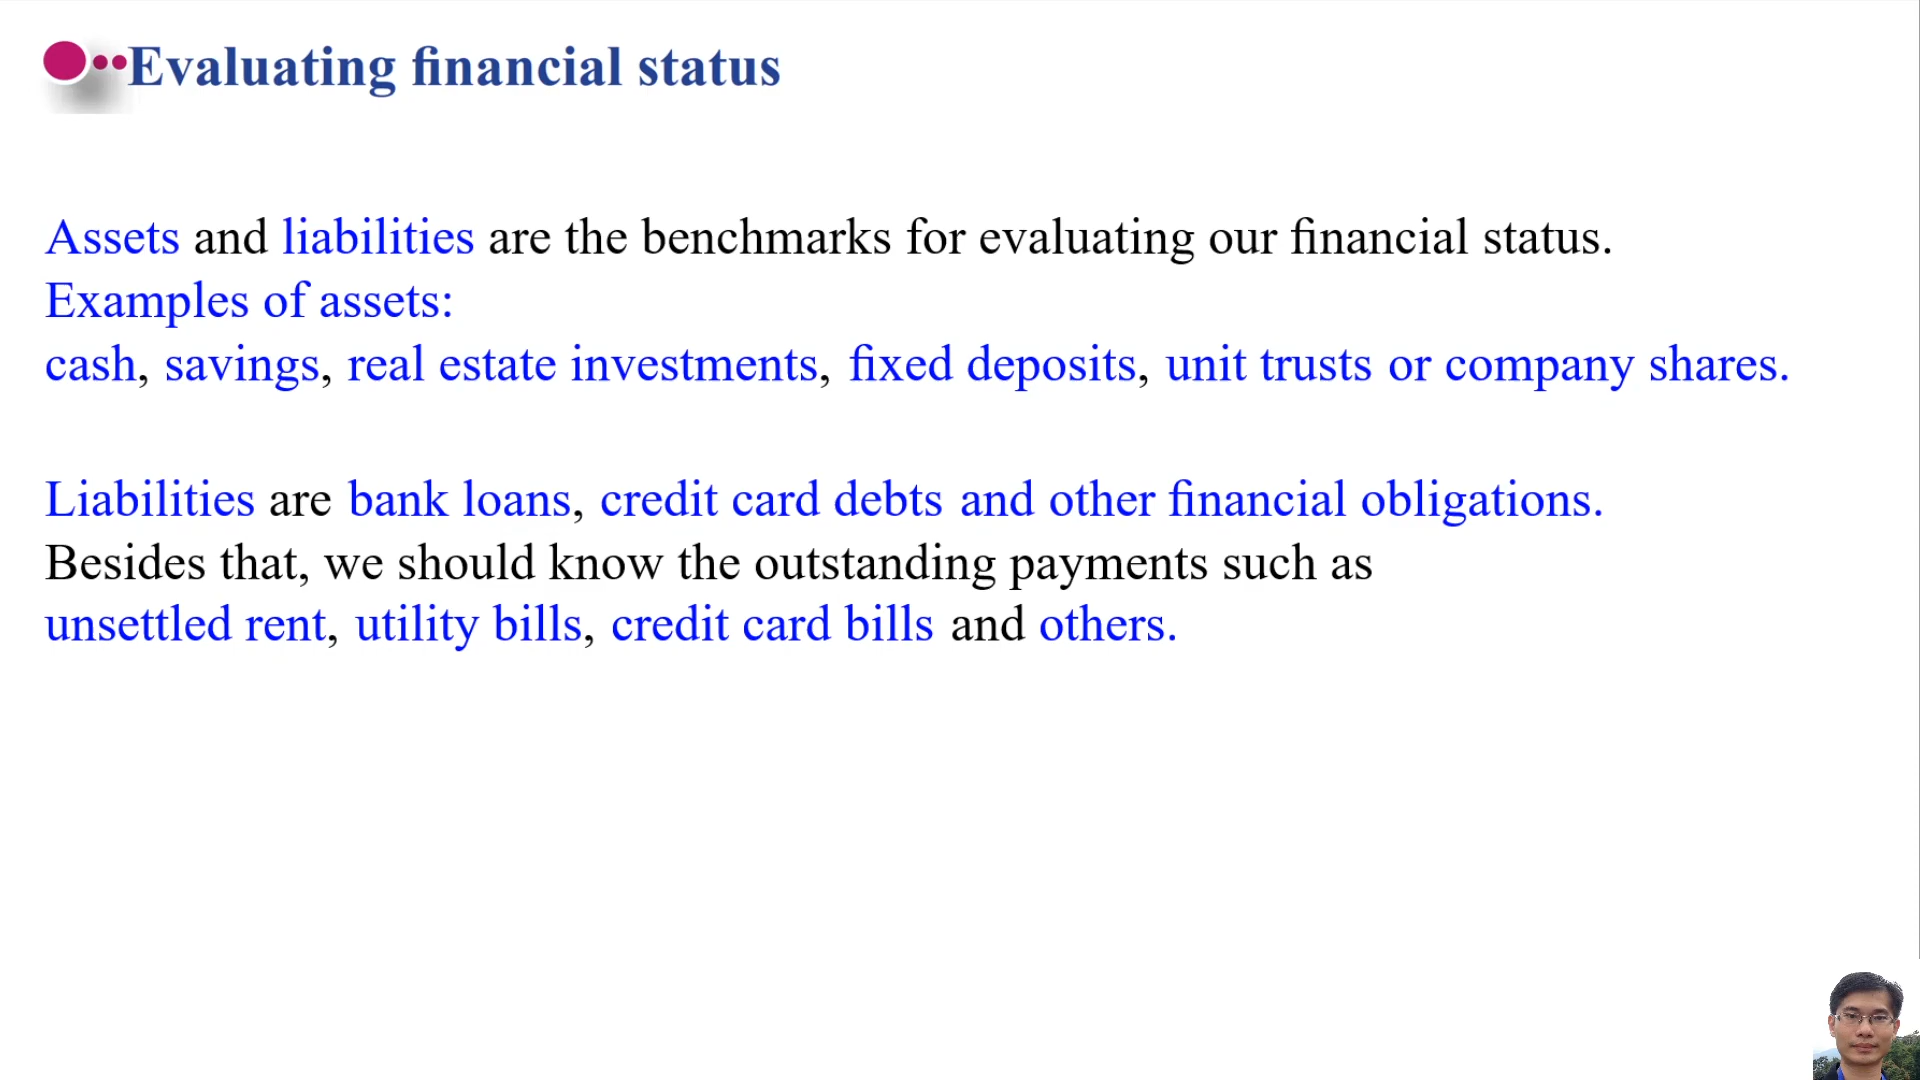 Evaluating financial status
Assets and liabilities are the benchmarks for evaluating our financial status.
Examples of assets:
cash, savings, real estate investments, fixed deposits, unit trusts or company shares.
Liabilities are bank loans, credit card debts and other financial obligations.
Besides that, we should know the outstanding payments such as
unsettled rent, utility bills, credit card bills and others.